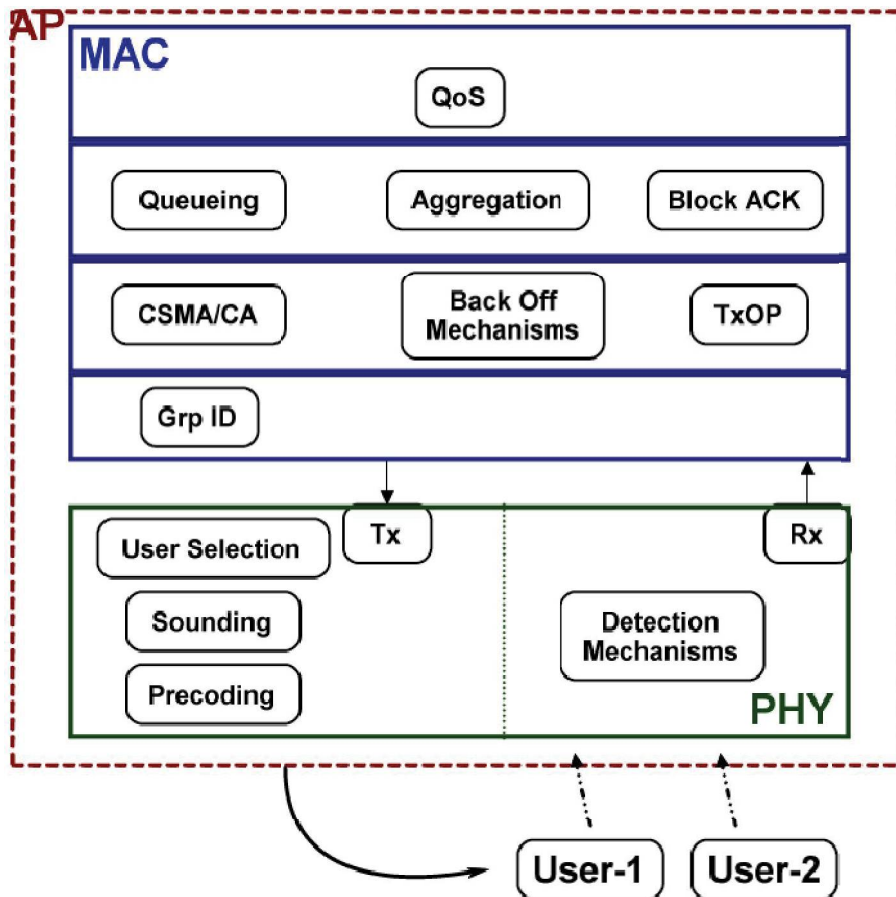 AP
MAC
QoS
Queueing
Aggregation
Block ACK
CSMA/CA
Back Off
Mechanisms
TxOP
Grp ID
Tx
Rx
User Selection
Sounding
Precoding
Detection
Mechanisms
PHY
User-1
User-2